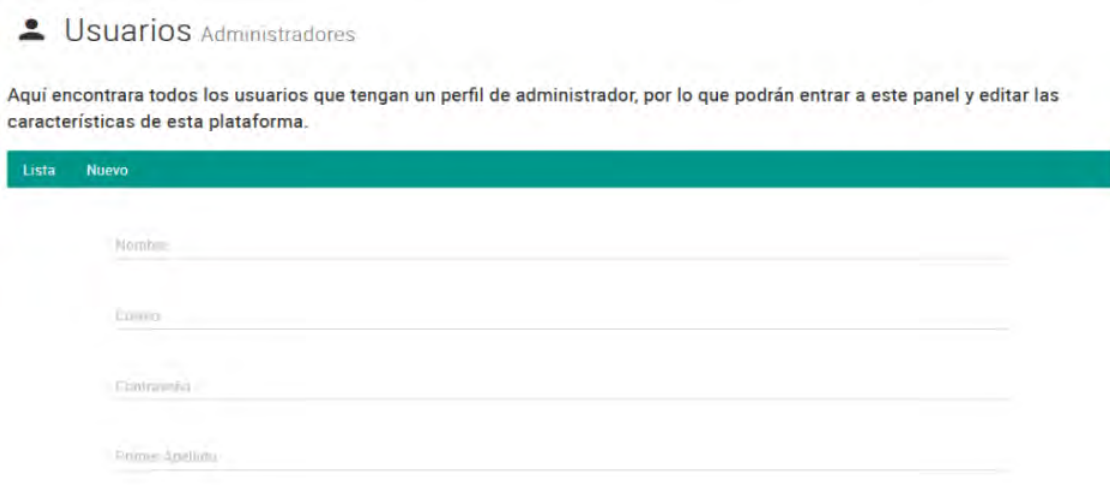 Usuarios Administradores
Aquí encontrara todos los usuarios que tengan un perfil de administrador, por lo que podrán entrar a este panel y editar las
características de esta plataforma.
Lista Nuevo
Nombre
Correo
Contraseña
Primer Apellido